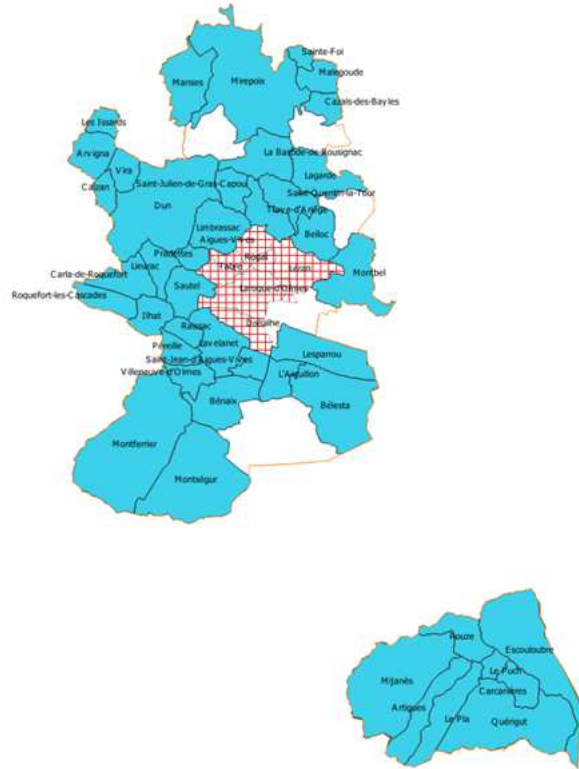 Sainte-Foi
Manses
Mirepoix
Malegoude
Cazals-des-Bayles
Les Issards
Arvigna
La Bastide-de-Bousignac
Vira
Lagarde
Calzan
Saint-Julien-de-Gras-Capou
Saint-Quentin-la-Tour
Dun
Limbrassac
Belloc
Pradettes
Tabre
Léran
Carla-de-Roquefort
Lieurac
Montbel
Sautel
Laroque-d'Olmes
Roquefort-les-Cascades
Ilhat
Raissac
Dreuilhe
Péreille
Lavelanet
Lesparrou
Saint-Jean-d'Aigues-Vives
Villeneuve-d'Olmes
L'Aiguillon
Bénaix
Bélesta
Montferrier
Montségur
Rouze
Escouloubre
Le Puch
Mijanès
Carcanières
Artigues
Le Pla
Quérigut